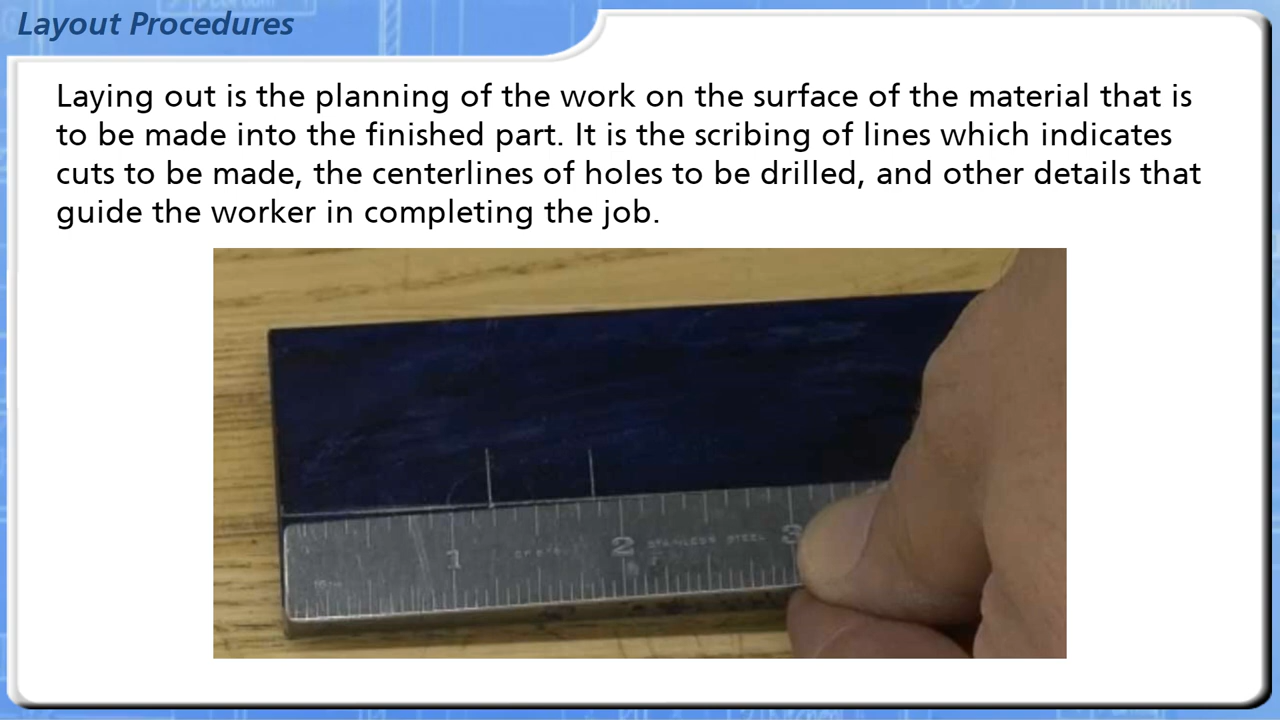 Layout Procedures
Laying out is the planning of the work on the surface of the material that is
to be made into the finished part. It is the scribing of lines which indicates
cuts to be made, the centerlines of holes to be drilled, and other details that
guide the worker in completing the job.
1 2 STAINLESS STEEL 3